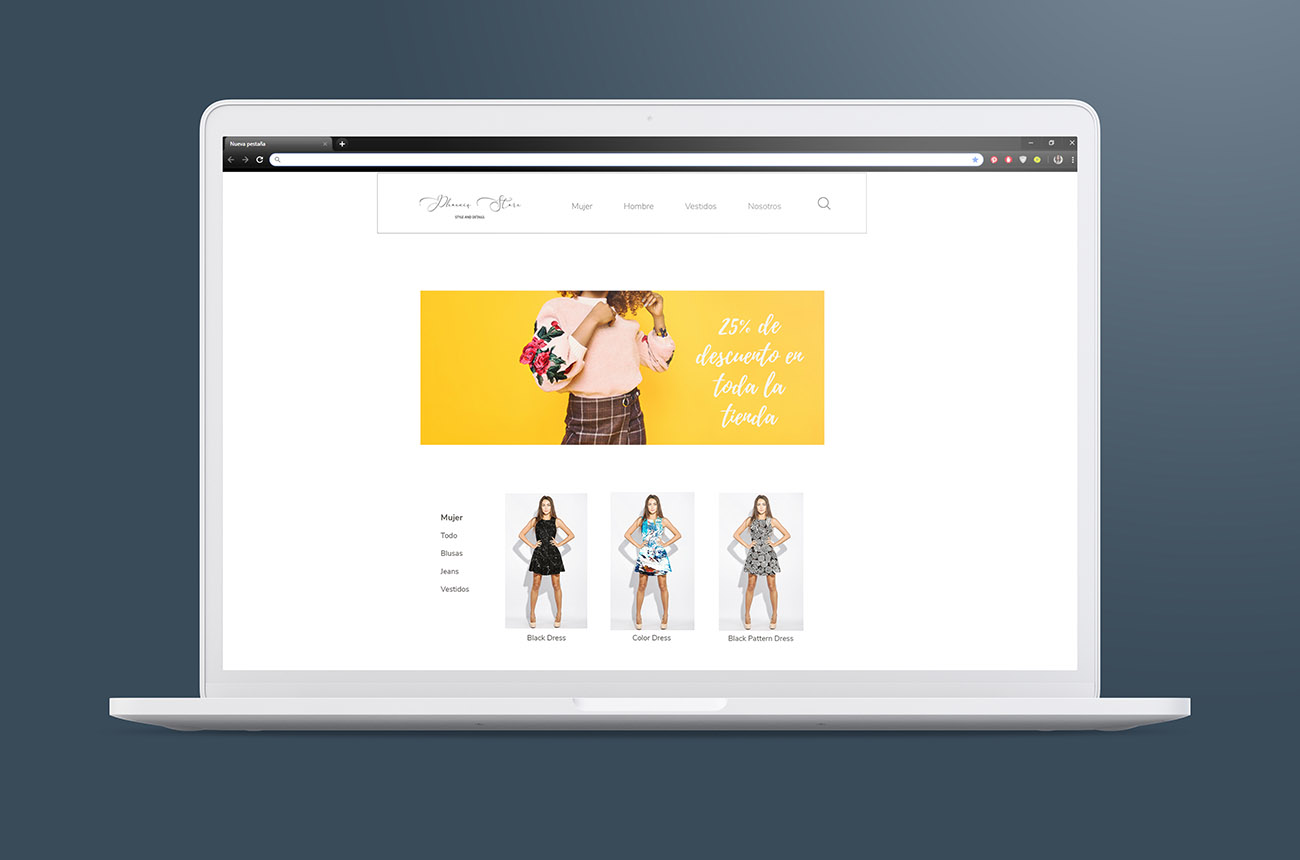 Nueva pestaña
Phoenix Store
STYLE AND DETAILS
Mujer Hombre Vestidos Nosotros
25% de
descuento en
toda la
tienda
Mujer
Todo
Blusas
Jeans
Vestidos
Black Dress Color Dress Black Pattern Dress